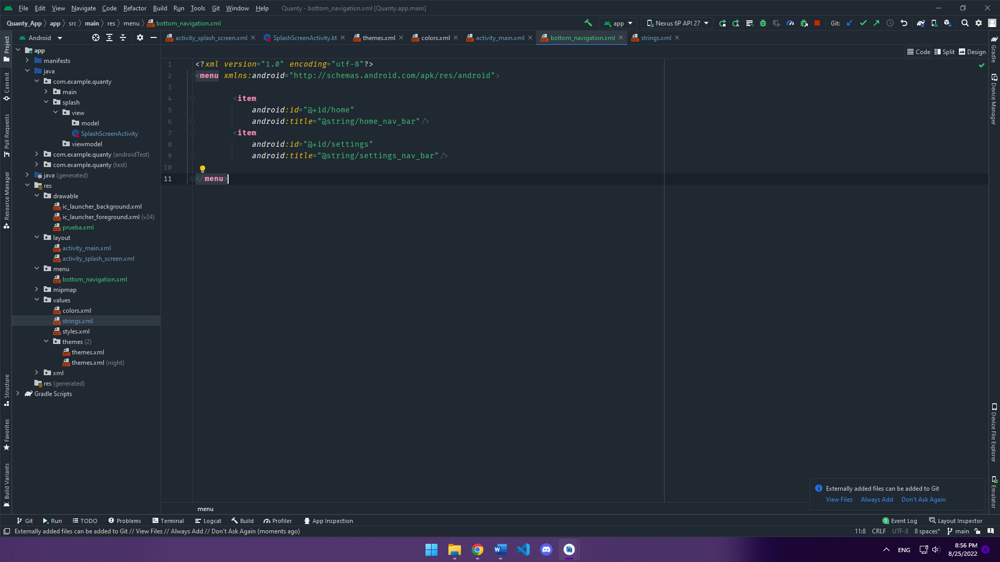 File Edit View Navigate Code Refactor Build Run Tools Git Window Help Quanty - bottom_navigation.xml [Quanty.app.main]
Quanty_App app src main res menu bottom_navigation.xml app Nexus 6P API 27 Git:
Android activity_splash_screen.xml SplashScreenActivity.kt themes.xml colors.xml activity_main.xml bottom_navigation.xml strings.xml
Code Split Design
Project
Commit
Pull Requests
Resource Manager
Structure
Favorites
Build Variants
app
manifests
java
com.example.quanty
main
splash
view
model
SplashScreenActivity
viewmodel
com.example.quanty (androidTest)
com.example.quanty (test)
java (generated)
res
drawable
ic_launcher_background.xml
ic_launcher_foreground.xml (v24)
prueba.xml
layout
activity_main.xml
activity_splash_screen.xml
menu
bottom_navigation.xml
mipmap
values
colors.xml
strings.xml
styles.xml
themes (2)
themes.xml
themes.xml (night)
xml
res (generated)
Gradle Scripts
1 <?xml version="1.0" encoding="utf-8"?>
2 <menu xmlns:android="http://schemas.android.com/apk/res/android">
3
4 <item
5 android:id="@+id/home"
6 android:title="@string/home_nav_bar"/>
7 <item
8 android:id="@+id/settings"
9 android:title="@string/settings_nav_bar"/>
10
11 </menu>
menu
Gradle
Device Manager
Device File Explorer
Emulator
Externally added files can be added to Git
View Files Always Add Don't Ask Again
Git Run TODO Problems Terminal Logcat Build Profiler App Inspection 1 Event Log Layout Inspector
Externally added files can be added to Git // View Files // Always Add // Don't Ask Again (moments ago) 11:8 CRLF UTF-8 8 spaces* main
W ENG 8:56 PM 4
8/25/2022